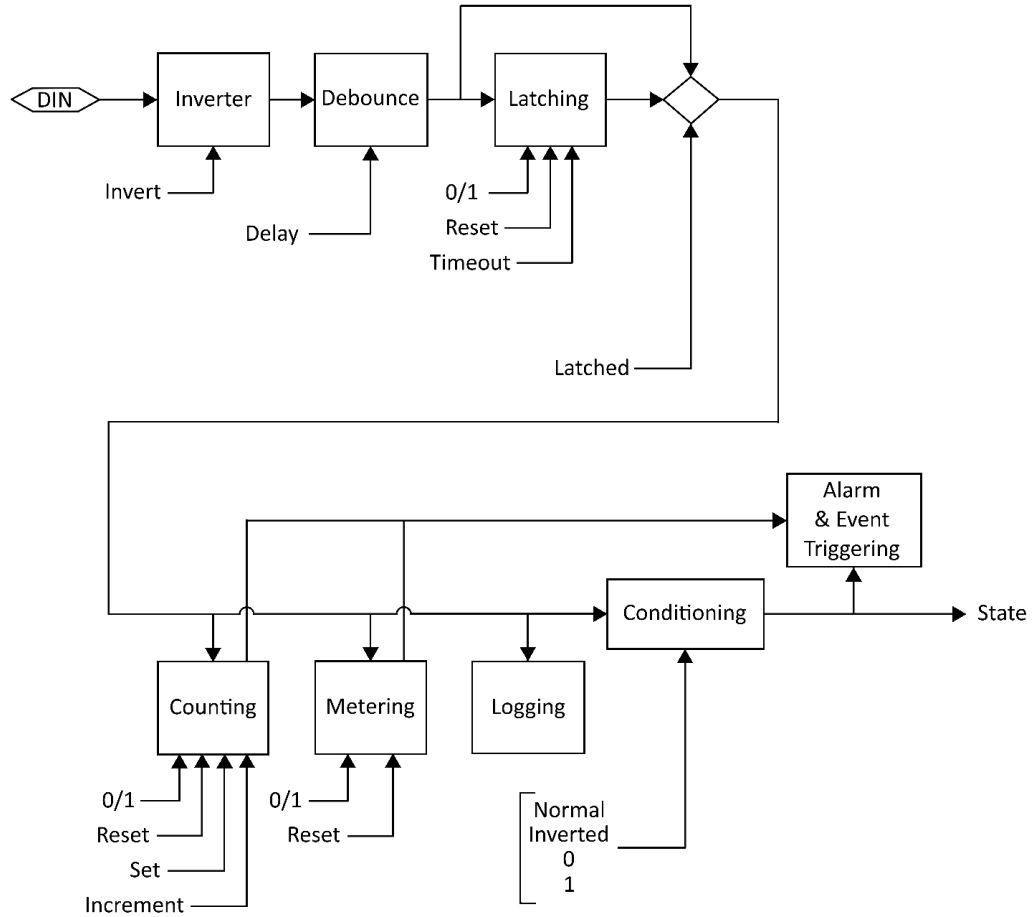 DIN
Inverter
Debounce
Latching
Invert
0/1
Delay
Reset
Timeout
Latched
Alarm
& Event
Triggering
Conditioning
State
Counting
Metering
Logging
0/1
0/1
Normal
Reset
Reset
Inverted
0
Set
1
Increment